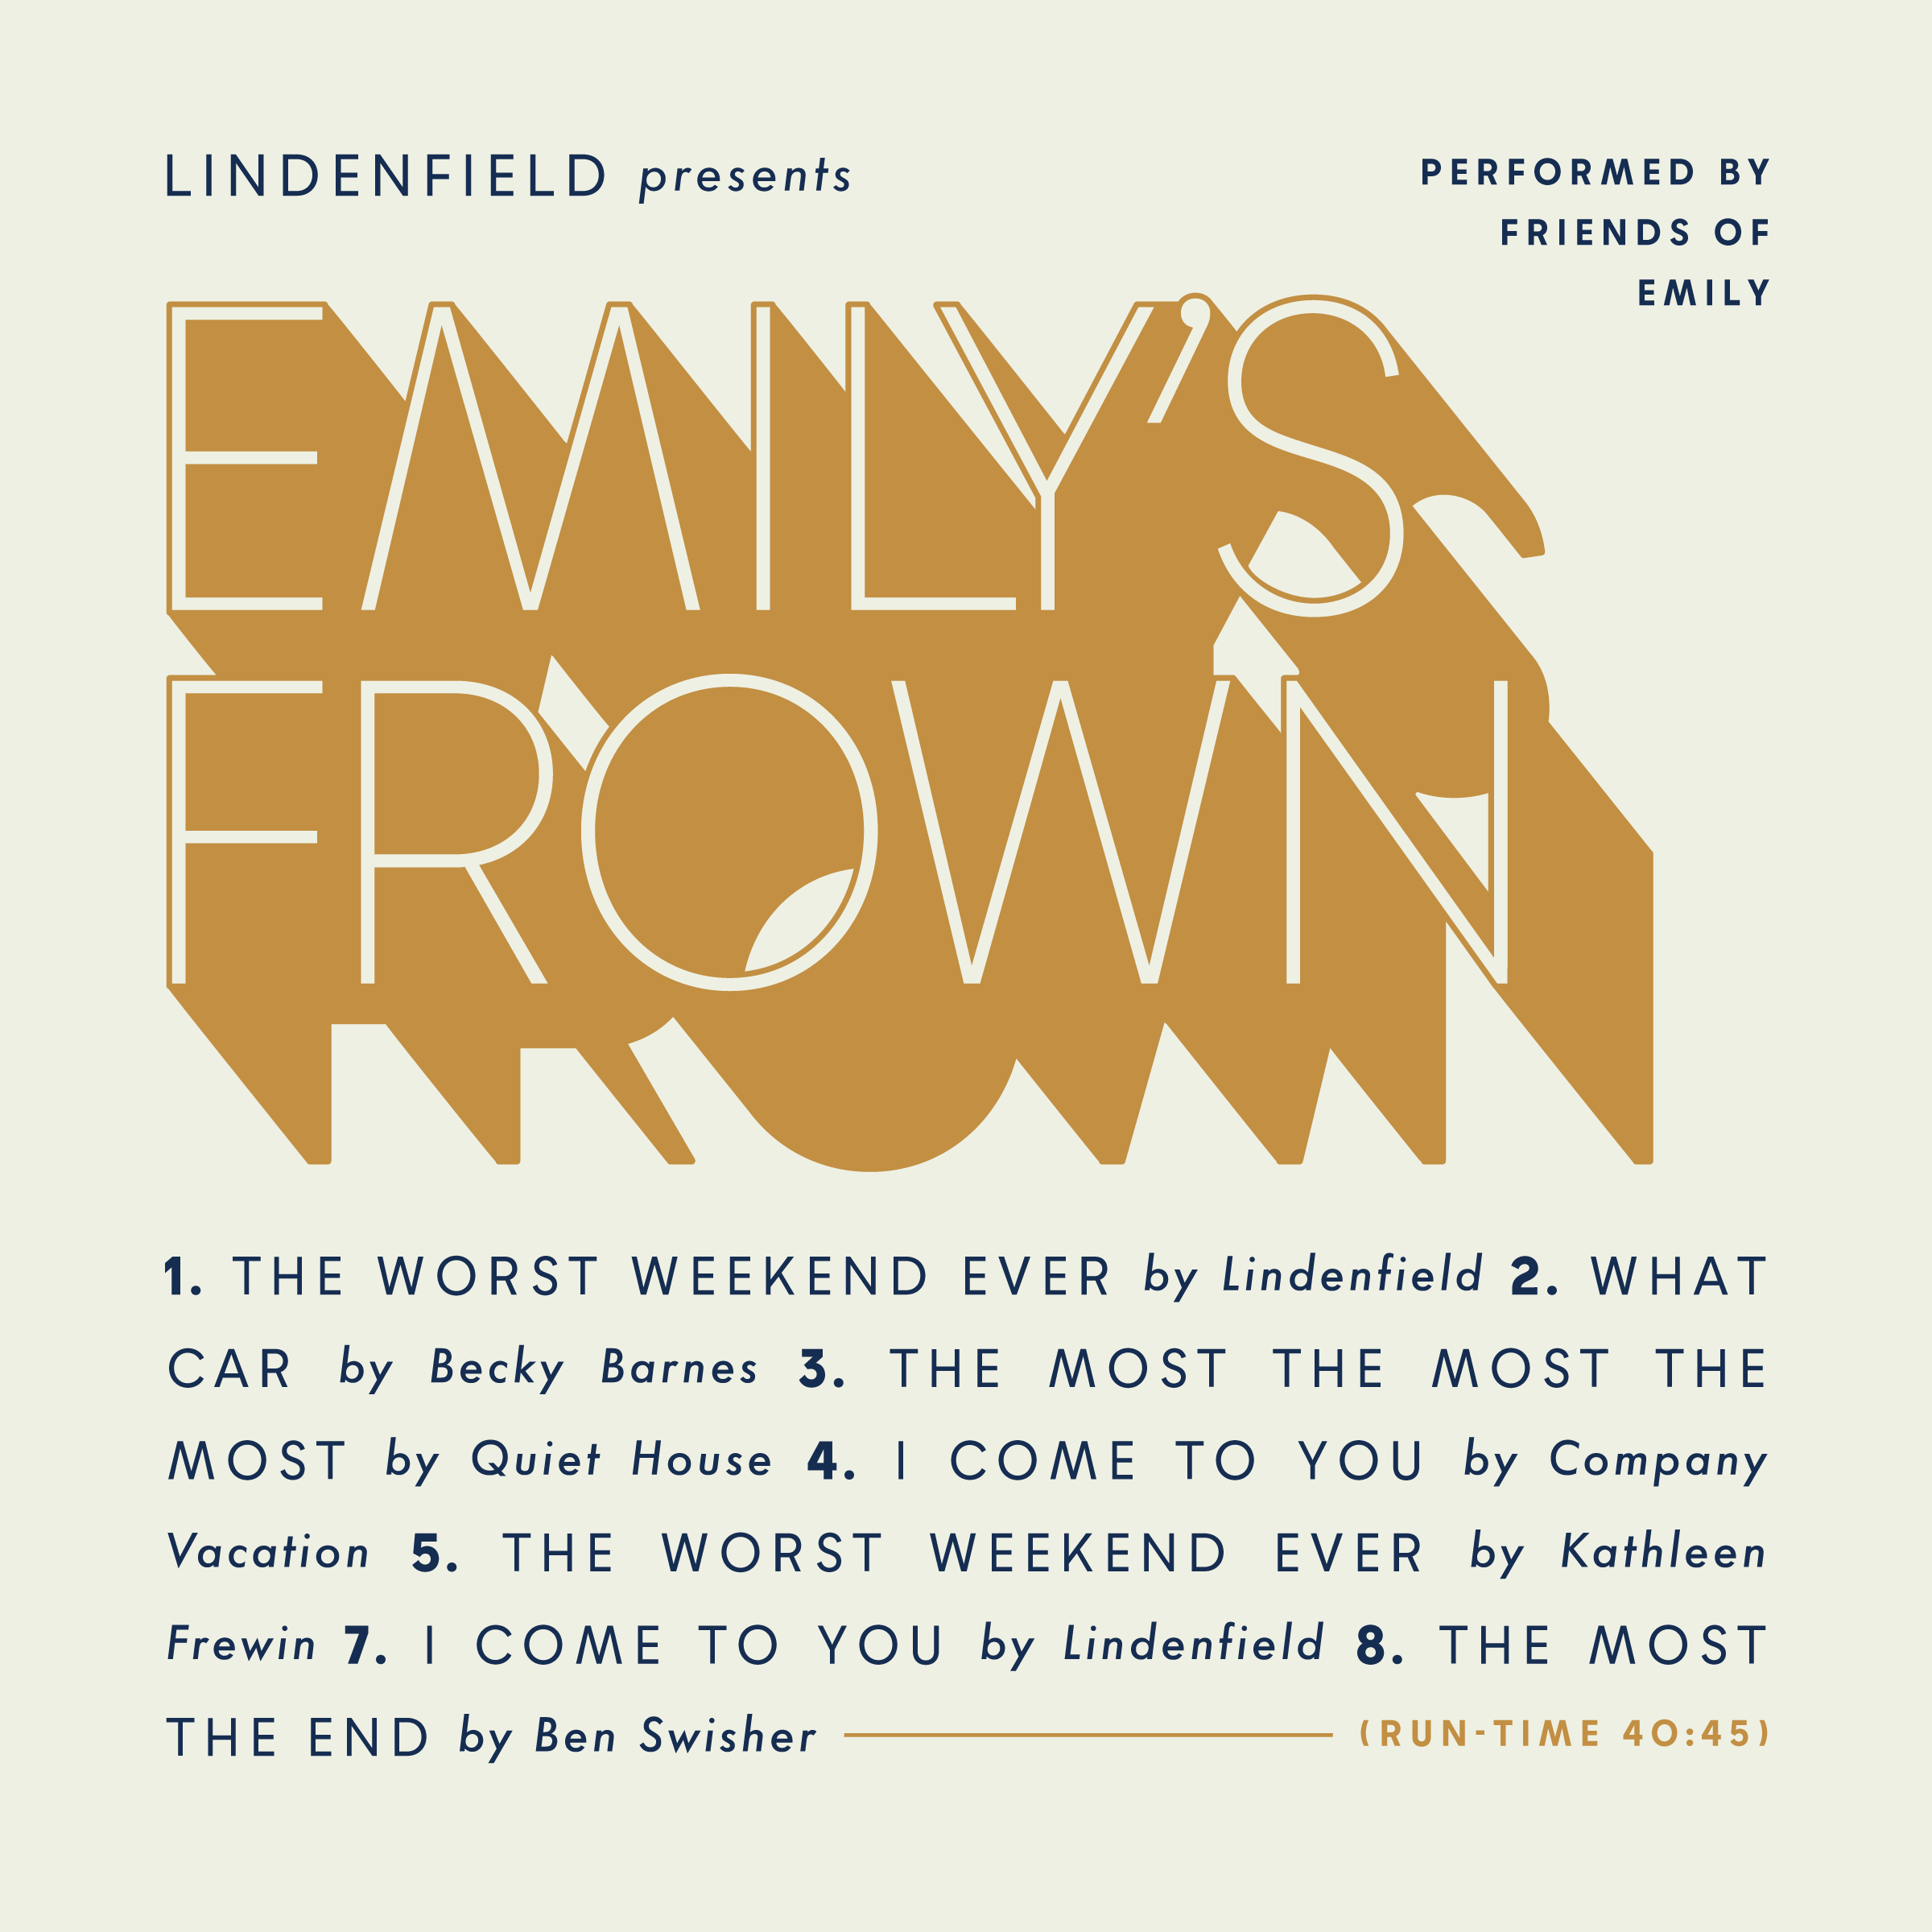 LINDENFIELD presents
PERFORMED BY
FRIENDS OF
EMILY
EMILY'S
FROWN
1. THE WORST WEEKEND EVER by Lindenfield 2. WHAT
CAR by Becky Barnes 3. THE MOST THE MOST THE
MOST by Quiet House 4. I COME TO YOU by Company
Vacation 5. THE WORST WEEKEND EVER by Kathleen
Frewin 7. I COME TO YOU by Lindenfield 8. THE MOST
THE END by Ben Swisher (RUN-TIME 40:45)